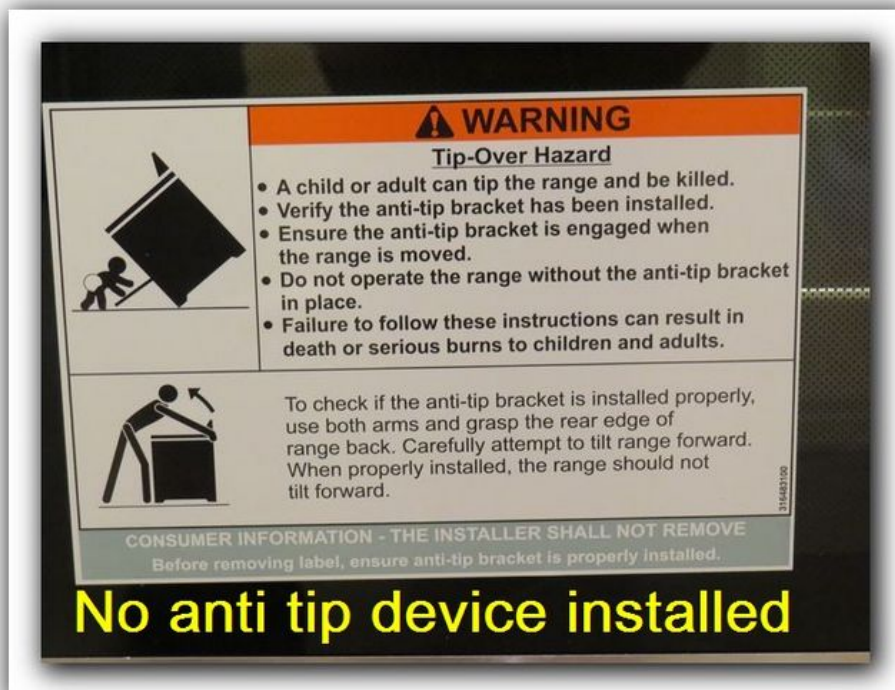 WARNING
Tip-Over Hazard
• A child or adult can tip the range and be killed.
• Verify the anti-tip bracket has been installed.
• Ensure the anti-tip bracket is engaged when
the range is moved.
• Do not operate the range without the anti-tip bracket
in place.
• Failure to follow these instructions can result in
death or serious burns to children and adults.
To check if the anti-tip bracket is installed properly,
use both arms and grasp the rear edge of
range back. Carefully attempt to tilt range forward.
When properly installed, the range should not
tilt forward.
316483100
CONSUMER INFORMATION - THE INSTALLER SHALL NOT REMOVE
Before removing label, ensure anti-tip bracket is properly installed.
No anti tip device installed